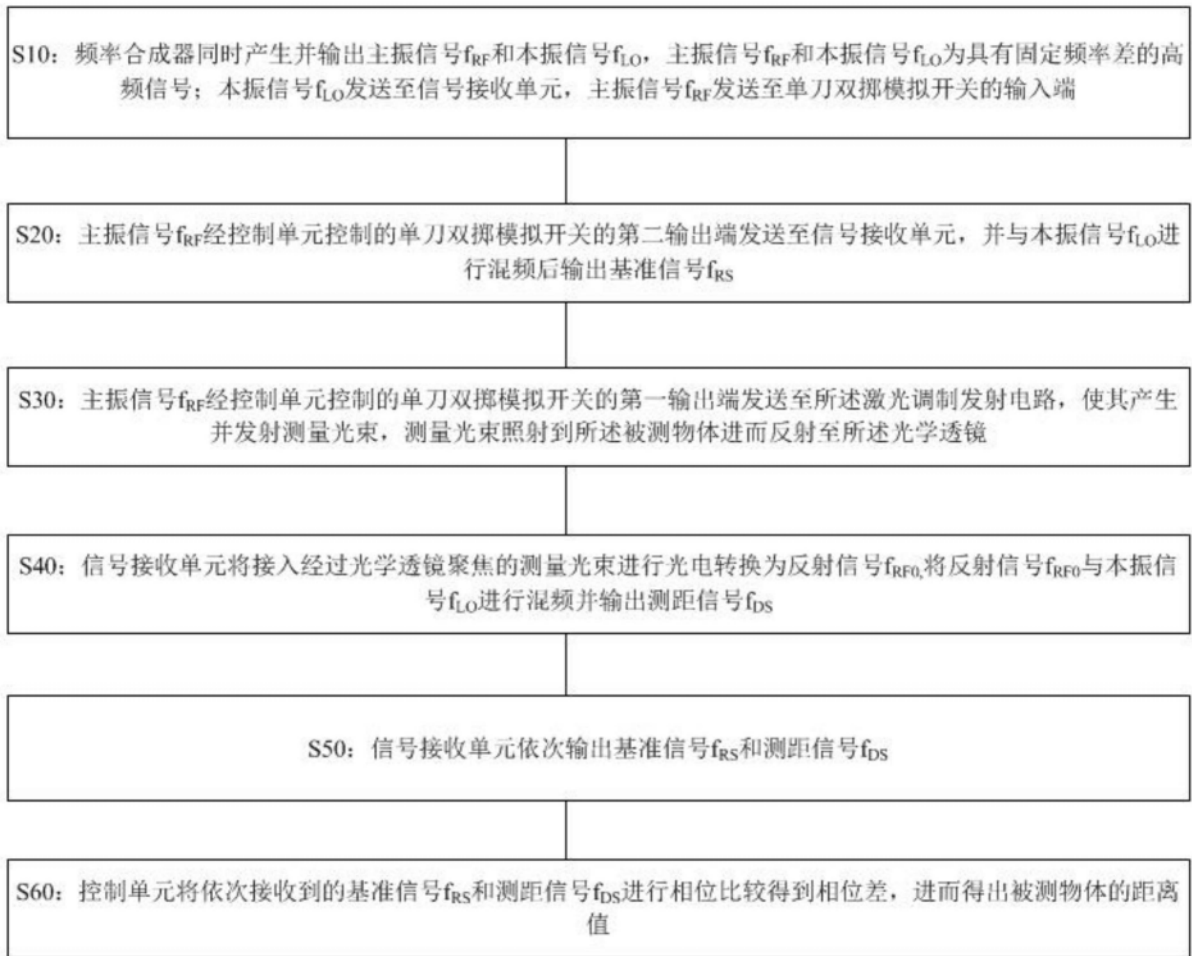 S10：频率合成器同时产生并输出主振信号fRF和本振信号fLO，主振信号fRF和本振信号fLO为具有固定频率差的高
频信号；本振信号fLO发送至信号接收单元，主振信号fRF发送至单刀双掷模拟开关的输入端
S20：主振信号fRF经控制单元控制的单刀双掷模拟开关的第二输出端发送至信号接收单元，并与本振信号fLO进
行混频后输出基准信号fRS
S30：主振信号fRF经控制单元控制的单刀双掷模拟开关的第一输出端发送至所述激光调制发射电路，使其产生
并发射测量光束，测量光束照射到所述被测物体进而反射至所述光学透镜
S40：信号接收单元将接入经过光学透镜聚焦的测量光束进行光电转换为反射信号fRF0,将反射信号fRF0与本振信
号fLO进行混频并输出测距信号fDS
S50：信号接收单元依次输出基准信号fRS和测距信号fDS
S60：控制单元将依次接收到的基准信号fRS和测距信号fDS进行相位比较得到相位差，进而得出被测物体的距离
值